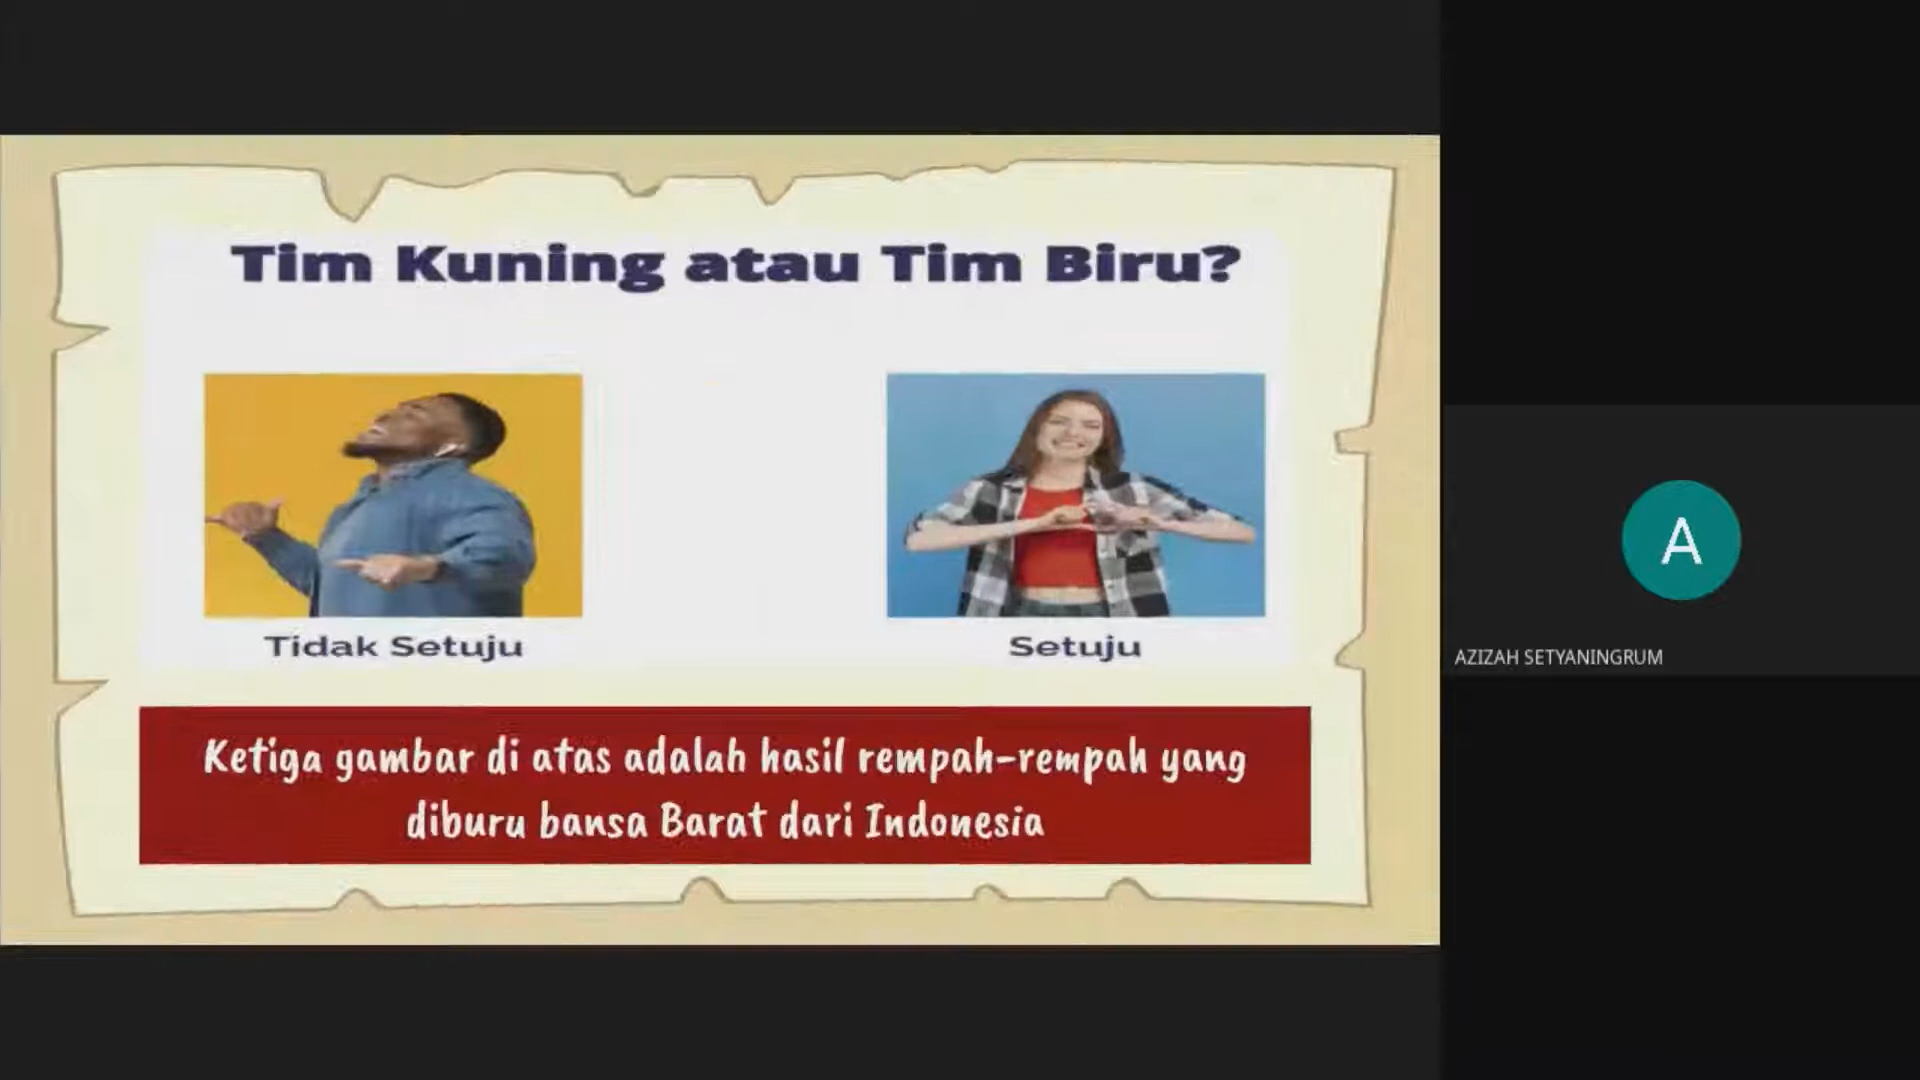 Tim Kuning atau Tim Biru?
Tidak Setuju
Setuju
Ketiga gambar di atas adalah hasil rempah-rempah yang
diburu bansa Barat dari Indonesia
A
AZIZAH SETYANINGRUM